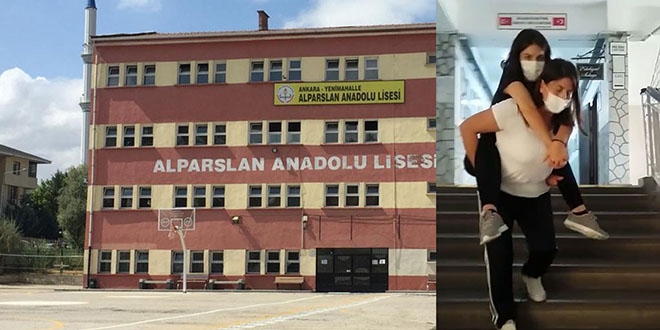 ANKARA - YENİMAHALLE
ALPARSLAN ANADOLU LİSESİ
ALPARSLAN ANADOLU LİSESİ